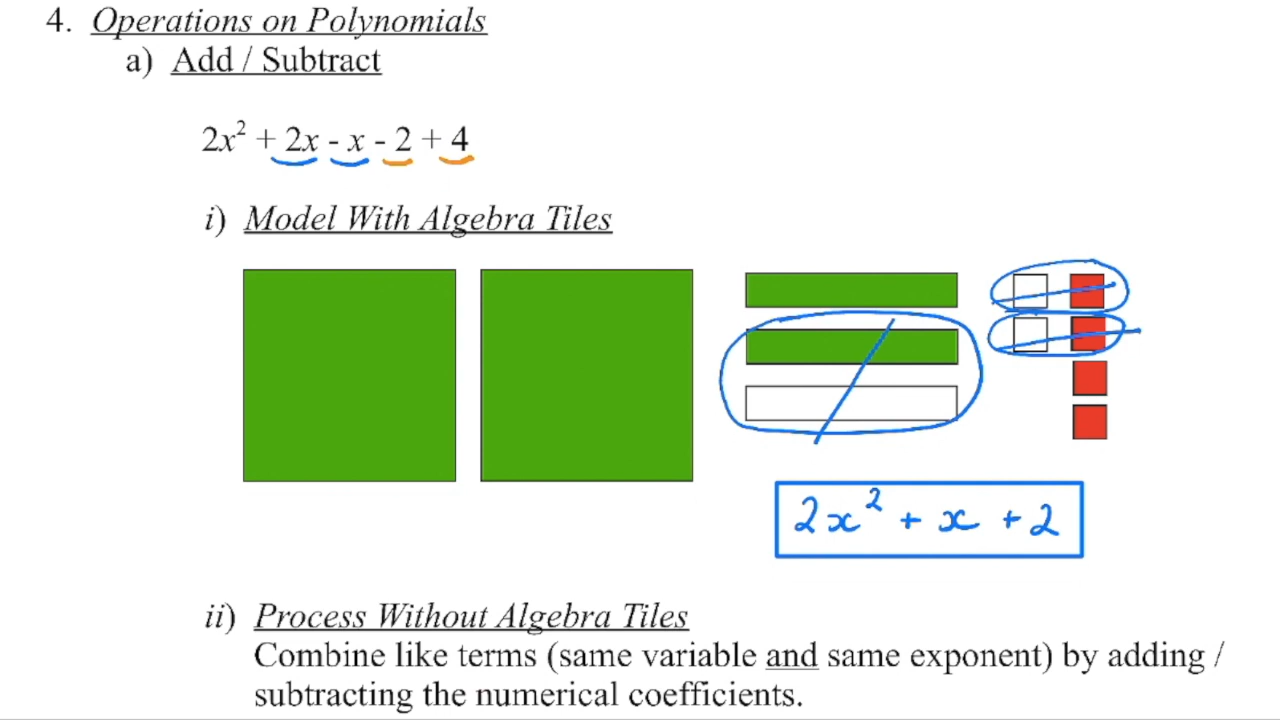 4. Operations on Polynomials
a) Add / Subtract
2x² + 2x - x - 2 + 4
i) Model With Algebra Tiles
2x² + x + 2
ii) Process Without Algebra Tiles
Combine like terms (same variable and same exponent) by adding /
subtracting the numerical coefficients.